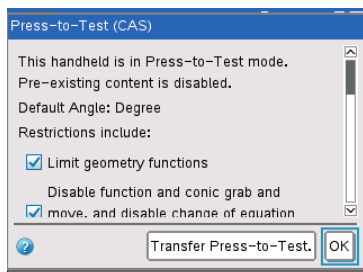 Press-to-Test (CAS)
This handheld is in Press-to-Test mode.
Pre-existing content is disabled.
Default Angle: Degree
Restrictions include:
Limit geometry functions
Disable function and conic grab and
move, and disable change of equation
?
Transfer Press-to-Test.
OK